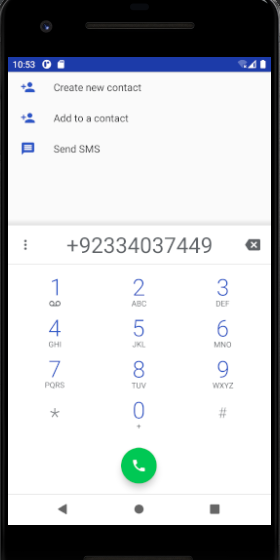 10:53
Create new contact
Add to a contact
Send SMS
+92334037449
1 2 3
ABC DEF
4 5 6
GHI JKL MNO
7 8 9
PQRS TUV WXYZ
* 0 #
+